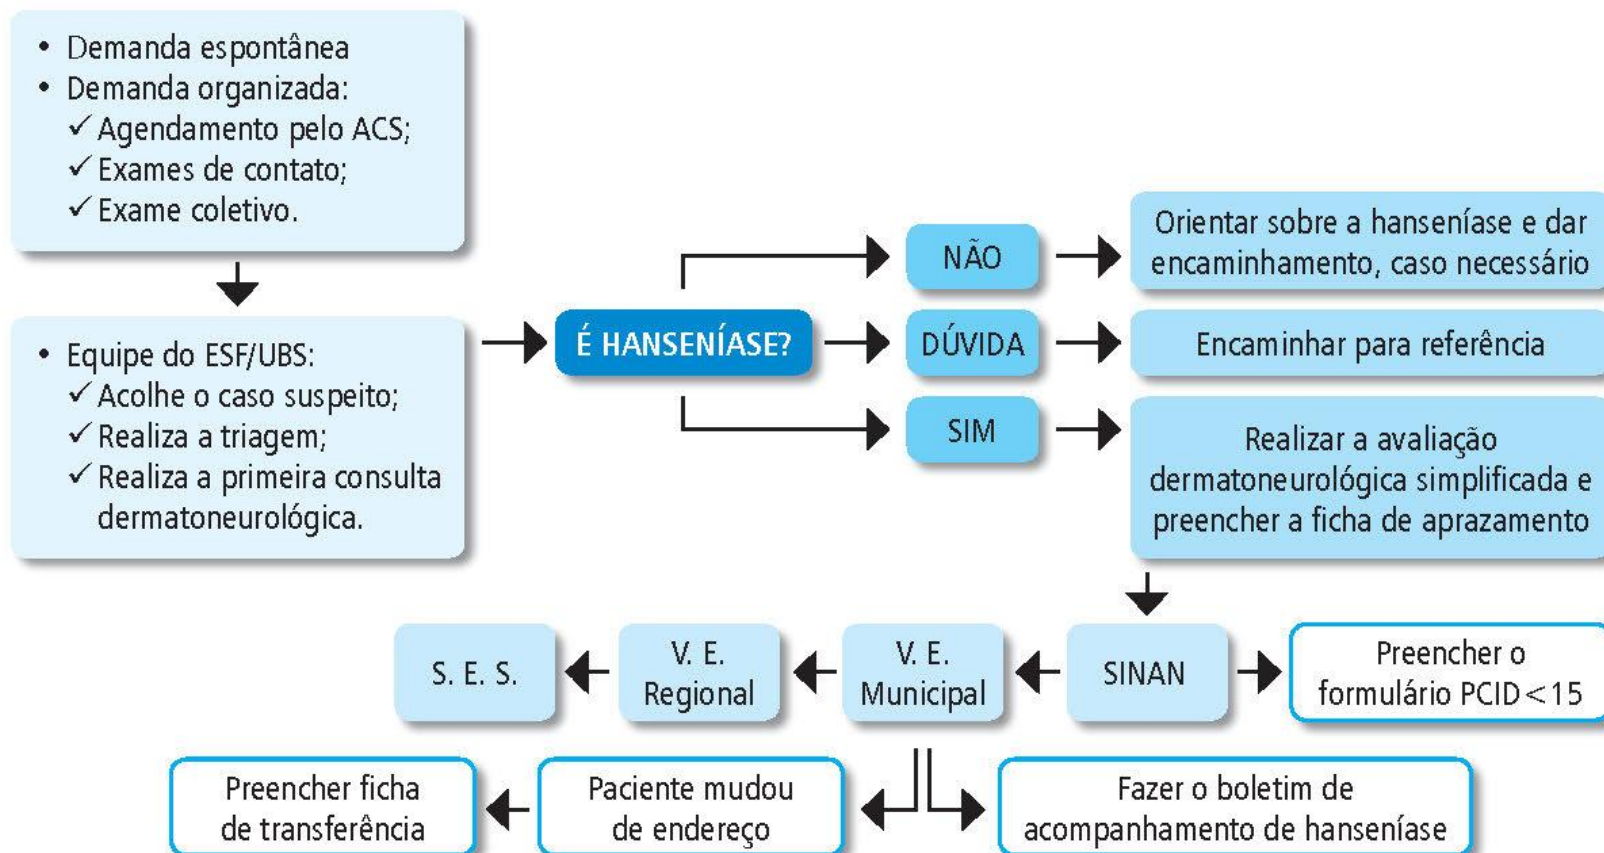 • Demanda espontânea
• Demanda organizada:
✓ Agendamento pelo ACS;
✓ Exames de contato;
✓ Exame coletivo.
• Equipe do ESF/UBS:
✓ Acolhe o caso suspeito;
✓ Realiza a triagem;
✓ Realiza a primeira consulta
dermatoneurológica.
É HANSENÍASE?
NÃO
Orientar sobre a hanseníase e dar
encaminhamento, caso necessário
DÚVIDA
Encaminhar para referência
SIM
Realizar a avaliação
dermatoneurológica simplificada e
preencher a ficha de aprazamento
S. E. S.
V. E.
Regional
V. E.
Municipal
SINAN
Preencher o
formulário PCID<15
Preencher ficha
de transferência
Paciente mudou
de endereço
Fazer o boletim de
acompanhamento de hanseníase